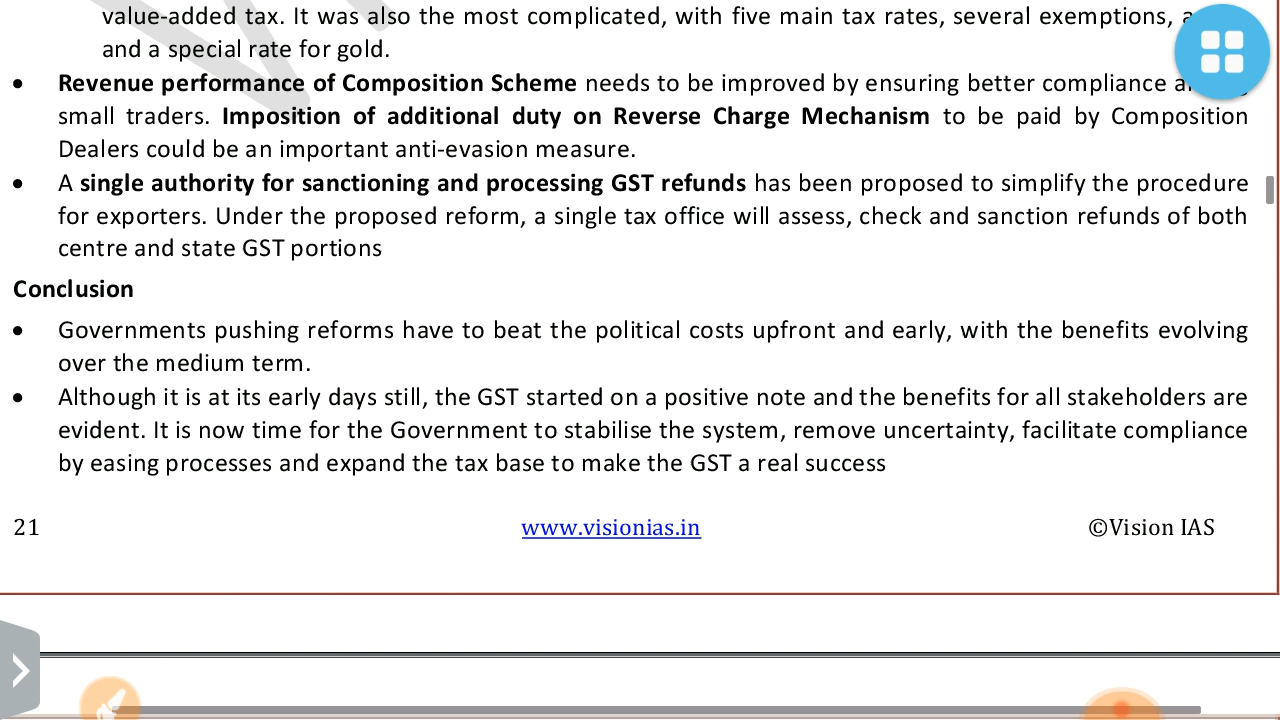 value-added tax. It was also the most complicated, with five main tax rates, several exemptions,
and a special rate for gold.
• Revenue performance of Composition Scheme needs to be improved by ensuring better compliance
small traders. Imposition of additional duty on Reverse Charge Mechanism to be paid by Composition
Dealers could be an important anti-evasion measure.
• A single authority for sanctioning and processing GST refunds has been proposed to simplify the procedure
for exporters. Under the proposed reform, a single tax office will assess, check and sanction refunds of both
centre and state GST portions
Conclusion
• Governments pushing reforms have to beat the political costs upfront and early, with the benefits evolving
over the medium term.
• Although it is at its early days still, the GST started on a positive note and the benefits for all stakeholders are
evident. It is now time for the Government to stabilise the system, remove uncertainty, facilitate compliance
by easing processes and expand the tax base to make the GST a real success
21 www.visionias.in ©Vision IAS